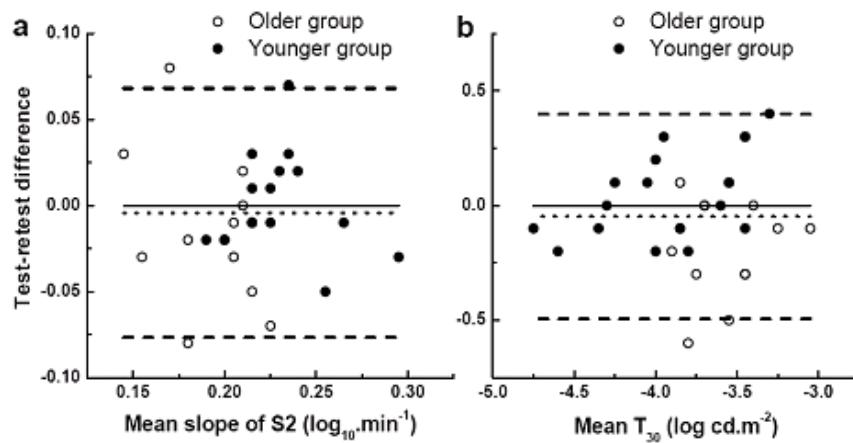 a
Older group
Younger group
Test-retest difference
0.10
0.05
0.00
-0.05
-0.10
0.15
0.20
0.25
0.30
Mean slope of S2 (log₁₀.min⁻¹)
b
Older group
Younger group
0.5
0.0
-0.5
-5.0
-4.5
-4.0
-3.5
-3.0
Mean T₃₀ (log cd.m⁻²)